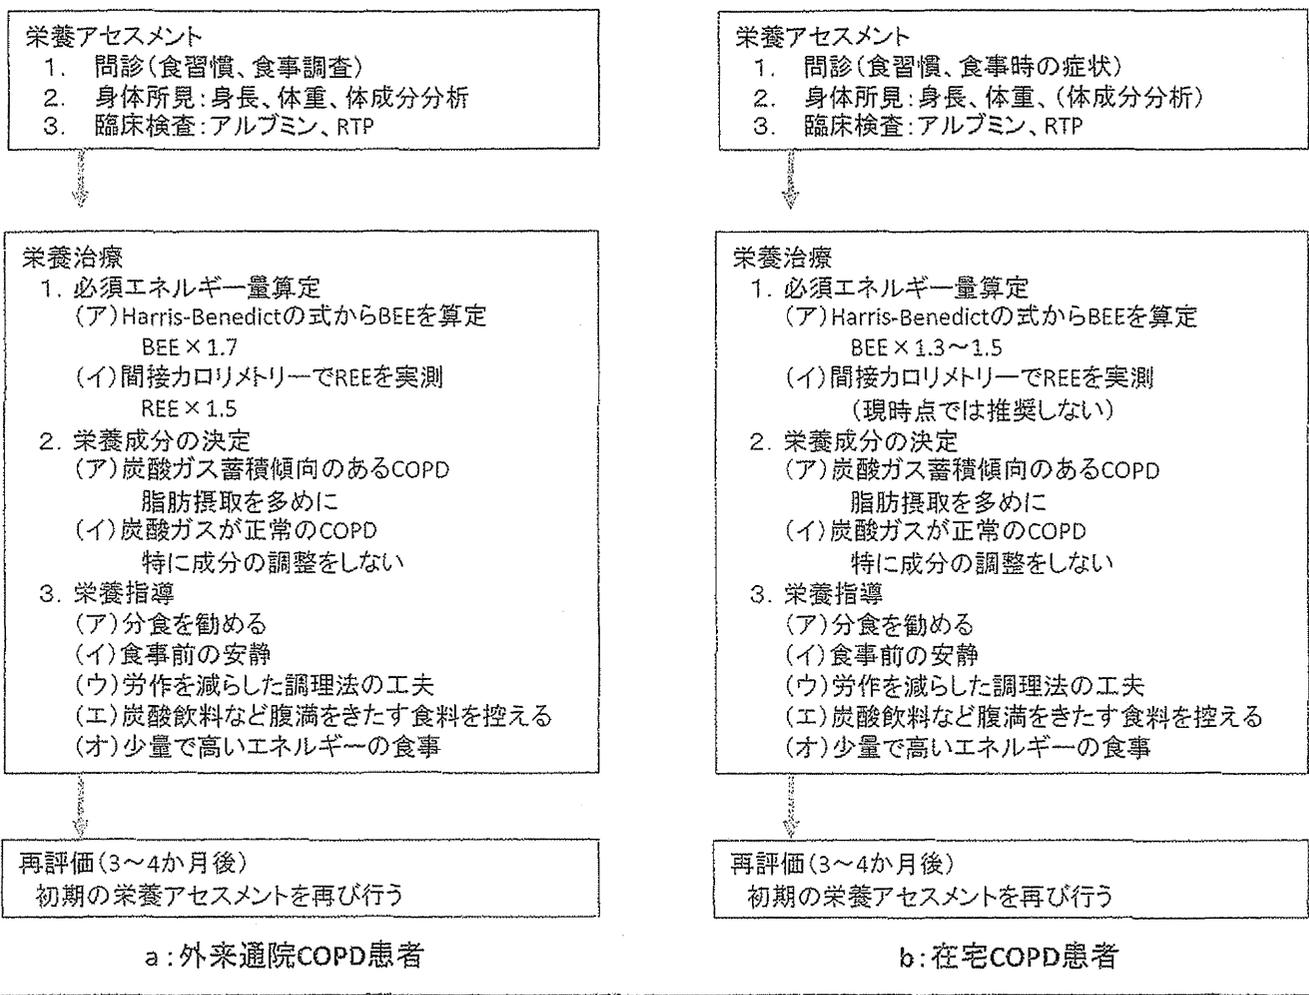 栄養アセスメント
1. 問診(食習慣、食事調査)
2. 身体所見:身長、体重、体成分分析
3. 臨床検査:アルブミン、RTP
栄養治療
1. 必須エネルギー量算定
(ア)Harris-Benedictの式からBEEを算定
BEE×1.7
(イ)間接カロリメトリーでREEを実測
REE×1.5
2. 栄養成分の決定
(ア)炭酸ガス蓄積傾向のあるCOPD
脂肪摂取を多めに
(イ)炭酸ガスが正常のCOPD
特に成分の調整をしない
3. 栄養指導
(ア)分食を勧める
(イ)食事前の安静
(ウ)労作を減らした調理法の工夫
(エ)炭酸飲料など腹満をきたす食料を控える
(オ)少量で高いエネルギーの食事
再評価(3~4か月後)
初期の栄養アセスメントを再び行う
a:外来通院COPD患者
栄養アセスメント
1. 問診(食習慣、食事時の症状)
2. 身体所見:身長、体重、(体成分分析)
3. 臨床検査:アルブミン、RTP
栄養治療
1. 必須エネルギー量算定
(ア)Harris-Benedictの式からBEEを算定
BEE×1.3~1.5
(イ)間接カロリメトリーでREEを実測
(現時点では推奨しない)
2. 栄養成分の決定
(ア)炭酸ガス蓄積傾向のあるCOPD
脂肪摂取を多めに
(イ)炭酸ガスが正常のCOPD
特に成分の調整をしない
3. 栄養指導
(ア)分食を勧める
(イ)食事前の安静
(ウ)労作を減らした調理法の工夫
(エ)炭酸飲料など腹満をきたす食料を控える
(オ)少量で高いエネルギーの食事
再評価(3~4か月後)
初期の栄養アセスメントを再び行う
b:在宅COPD患者